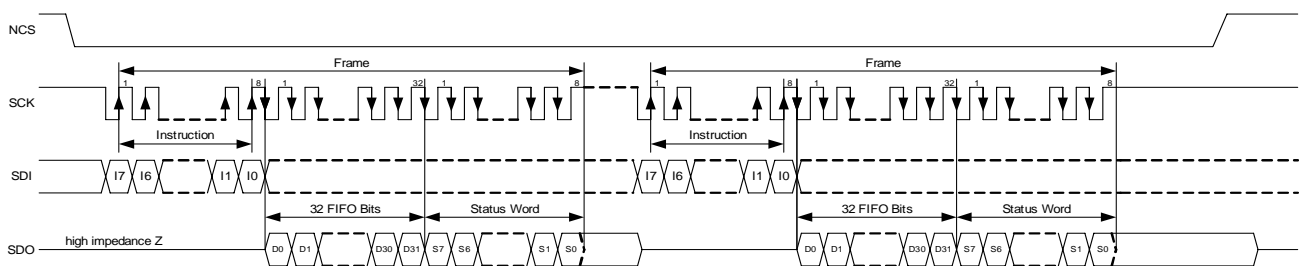 NCS
Frame Frame
1 8 1 32 1 8 1 8 1 32 1 8
SCK
Instruction Instruction
SDI I7 I6 I1 I0 I7 I6 I1 I0
32 FIFO Bits Status Word 32 FIFO Bits Status Word
SDO high impedance Z D0 D1 D30 D31 S7 S6 S1 S0 D0 D1 D30 D31 S7 S6 S1 S0